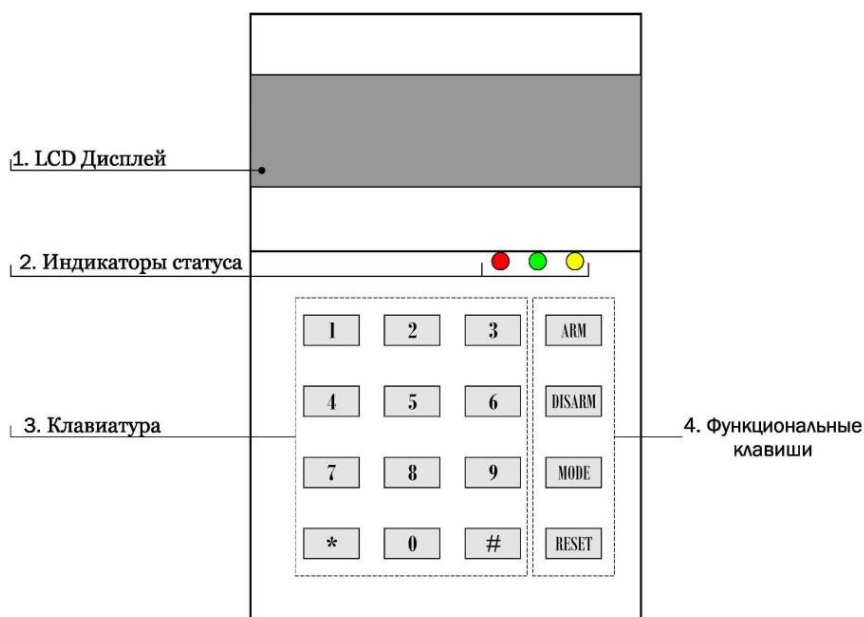 1. LCD Дисплей
2. Индикаторы статуса
1 2 3 ARM
4 5 6 DISARM
3. Клавиатура
4. Функциональные
клавиши
7 8 9 MODE
* 0 # RESET